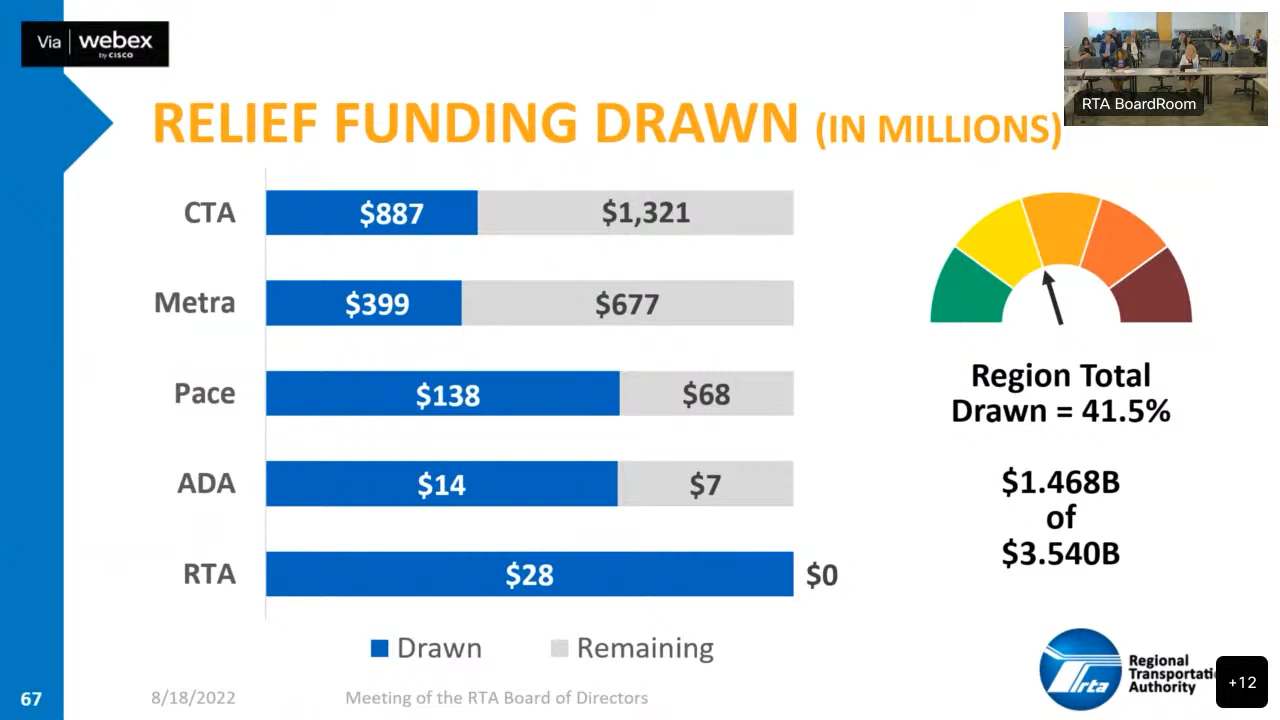 Via webex
by CISCO
RTA BoardRoom
RELIEF FUNDING DRAWN (IN MILLIONS)
CTA $887 $1,321
Metra $399 $677
Pace $138 $68
ADA $14 $7
RTA $28 $0
Drawn Remaining
Region Total
Drawn = 41.5%
$1.468B
of
$3.540B
rta
Regional
Transportati
Authority
+12
67 8/18/2022 Meeting of the RTA Board of Directors